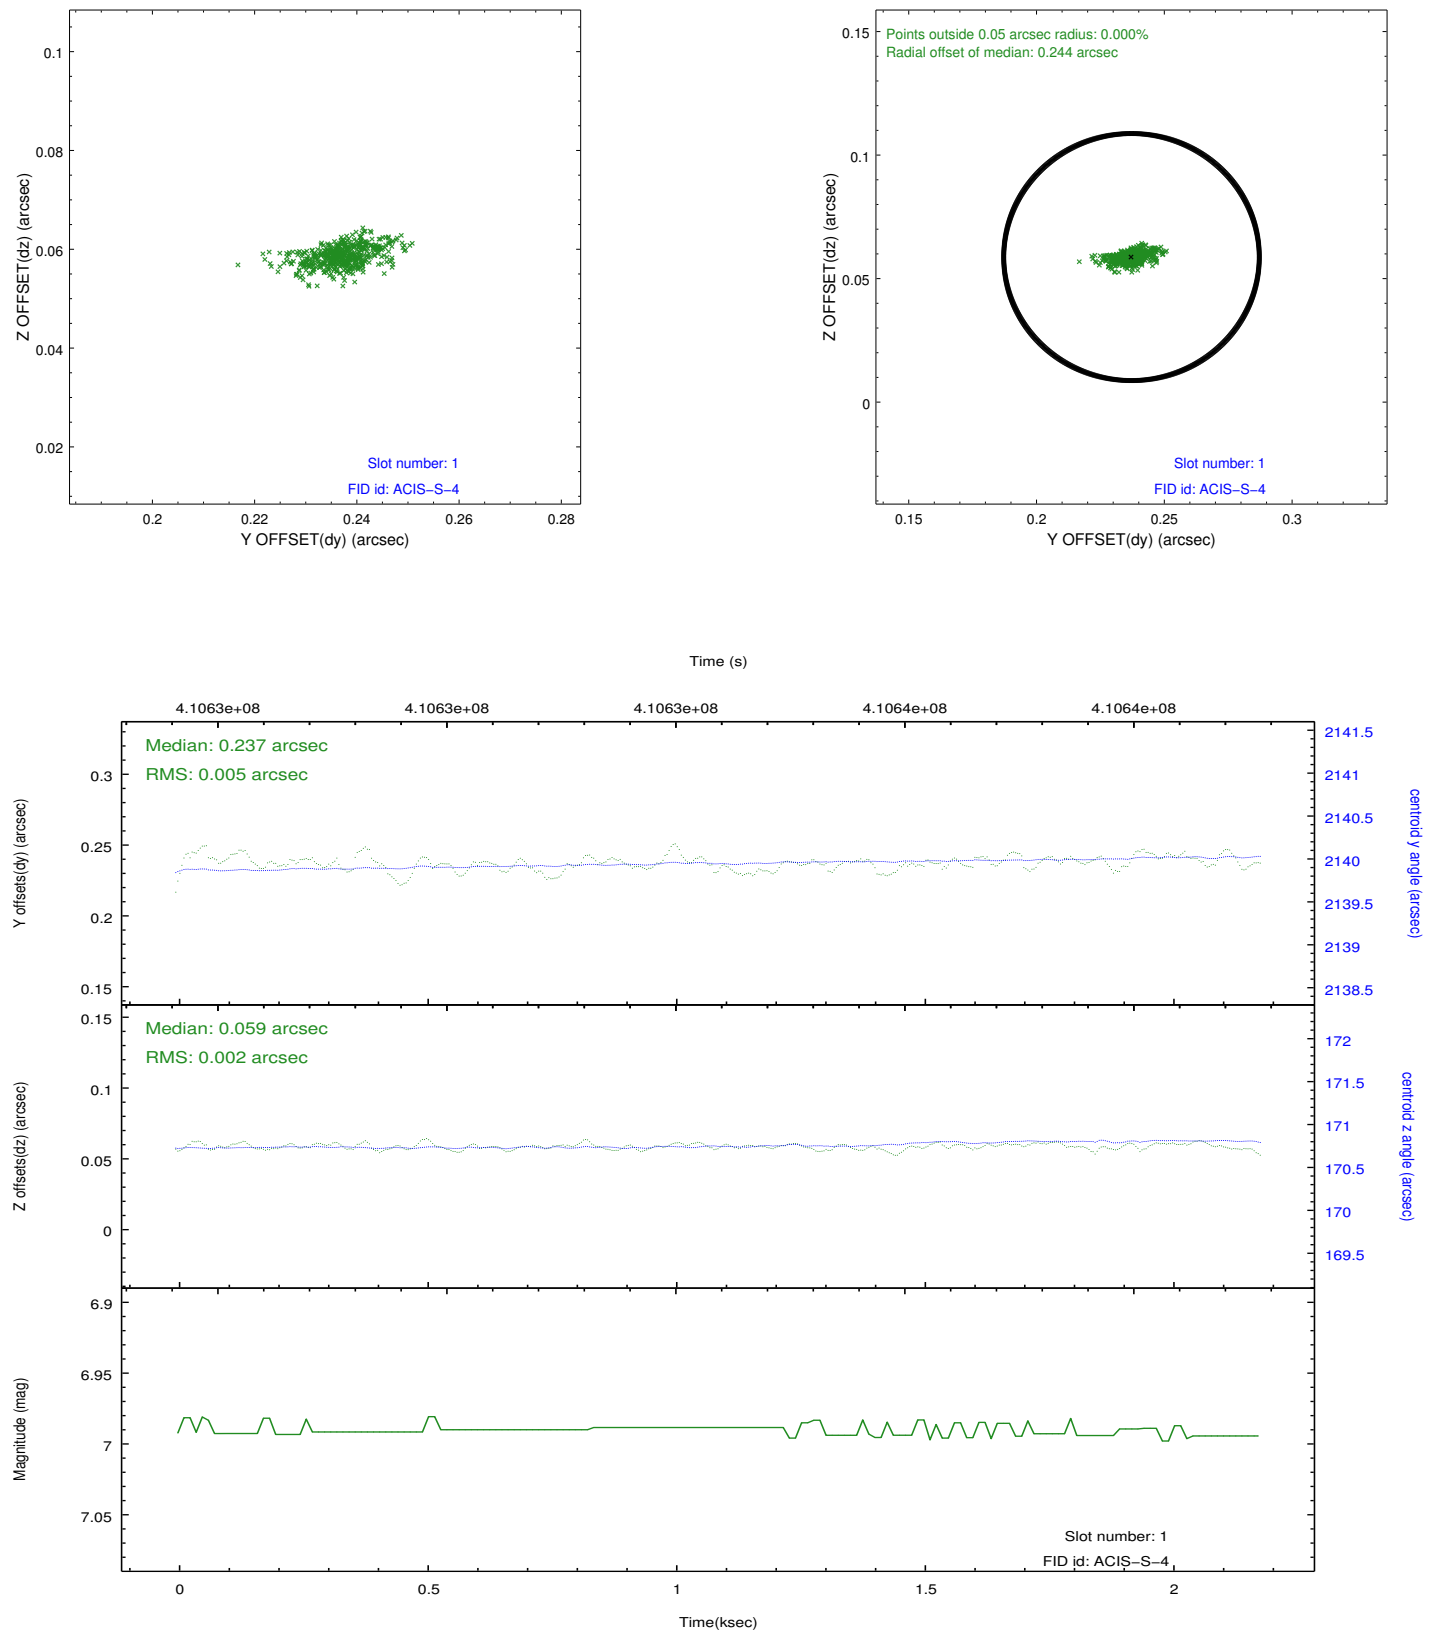 0.1
0.08
0.06
0.04
0.02
Z OFFSET(dz) (arcsec)
Slot number: 1
FID id: ACIS−S−4
0.2 0.22 0.24 0.26 0.28
Y OFFSET(dy) (arcsec)
Points outside 0.05 arcsec radius: 0.000%
Radial offset of median: 0.244 arcsec
0.15
0.1
0.05
0
Z OFFSET(dz) (arcsec)
Slot number: 1
FID id: ACIS−S−4
0.15 0.2 0.25 0.3
Y OFFSET(dy) (arcsec)
Time (s)
4.1063e+08 4.1063e+08 4.1063e+08 4.1064e+08 4.1064e+08
Median: 0.237 arcsec
RMS: 0.005 arcsec
0.3
0.25
0.2
0.15
Y offsets(dy) (arcsec)
2141.5
2141
2140.5
2140
2139.5
2139
2138.5
centroid y angle (arcsec)
Median: 0.059 arcsec
RMS: 0.002 arcsec
0.15
0.1
0.05
0
Z offsets(dz) (arcsec)
172
171.5
171
170.5
170
169.5
centroid z angle (arcsec)
6.9
6.95
7
7.05
Magnitude (mag)
Slot number: 1
FID id: ACIS−S−4
0 0.5 1 1.5 2
Time(ksec)